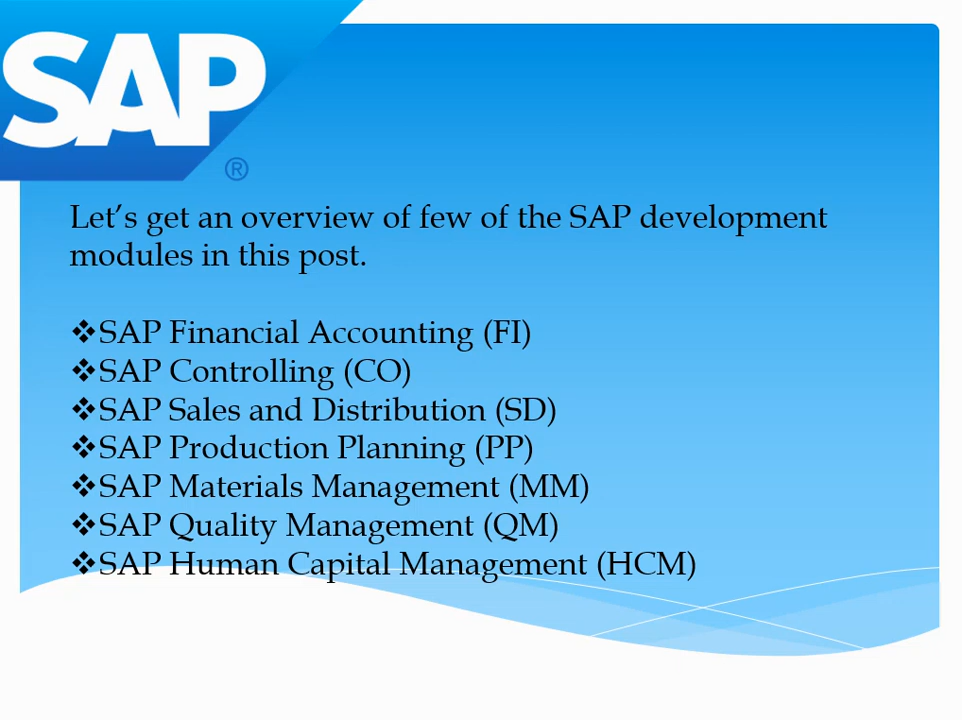 SAP
®
Let’s get an overview of few of the SAP development
modules in this post.
❖SAP Financial Accounting (FI)
❖SAP Controlling (CO)
❖SAP Sales and Distribution (SD)
❖SAP Production Planning (PP)
❖SAP Materials Management (MM)
❖SAP Quality Management (QM)
❖SAP Human Capital Management (HCM)